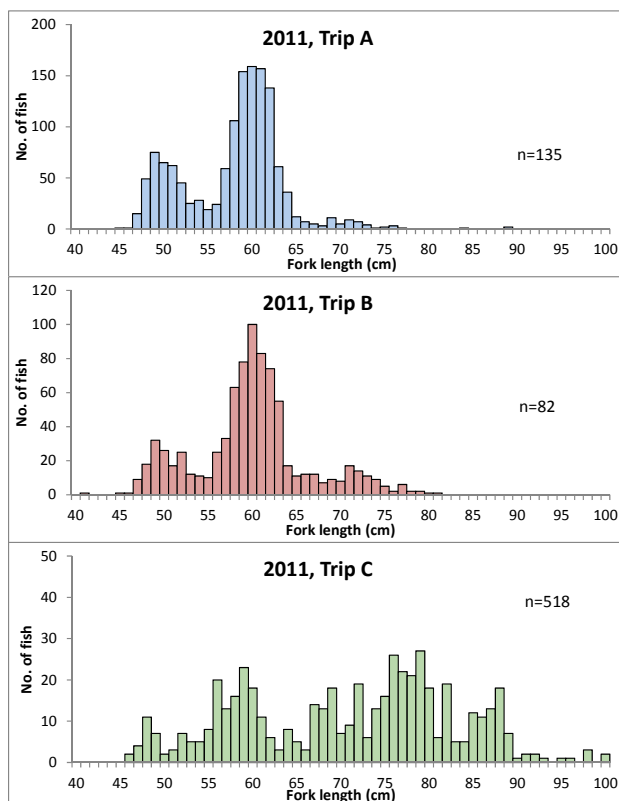 2011, Trip A
No. of fish
200
150
100
50
0
n=135
40 45 50 55 60 65 70 75 80 85 90 95 100
Fork length (cm)
2011, Trip B
No. of fish
120
100
80
60
40
20
0
n=82
40 45 50 55 60 65 70 75 80 85 90 95 100
Fork length (cm)
2011, Trip C
No. of fish
50
40
30
20
10
0
n=518
40 45 50 55 60 65 70 75 80 85 90 95 100
Fork length (cm)